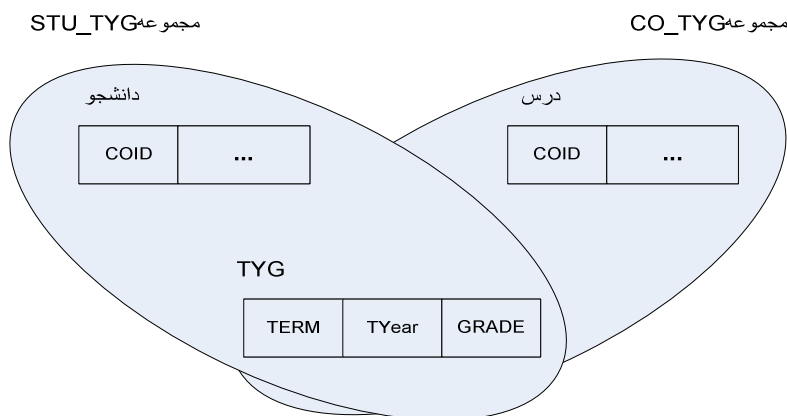 مجموعهSTU_TYG
مجموعهCO_TYG
دانشجو
درس
COID ...
COID ...
TYG
TERM TYear GRADE